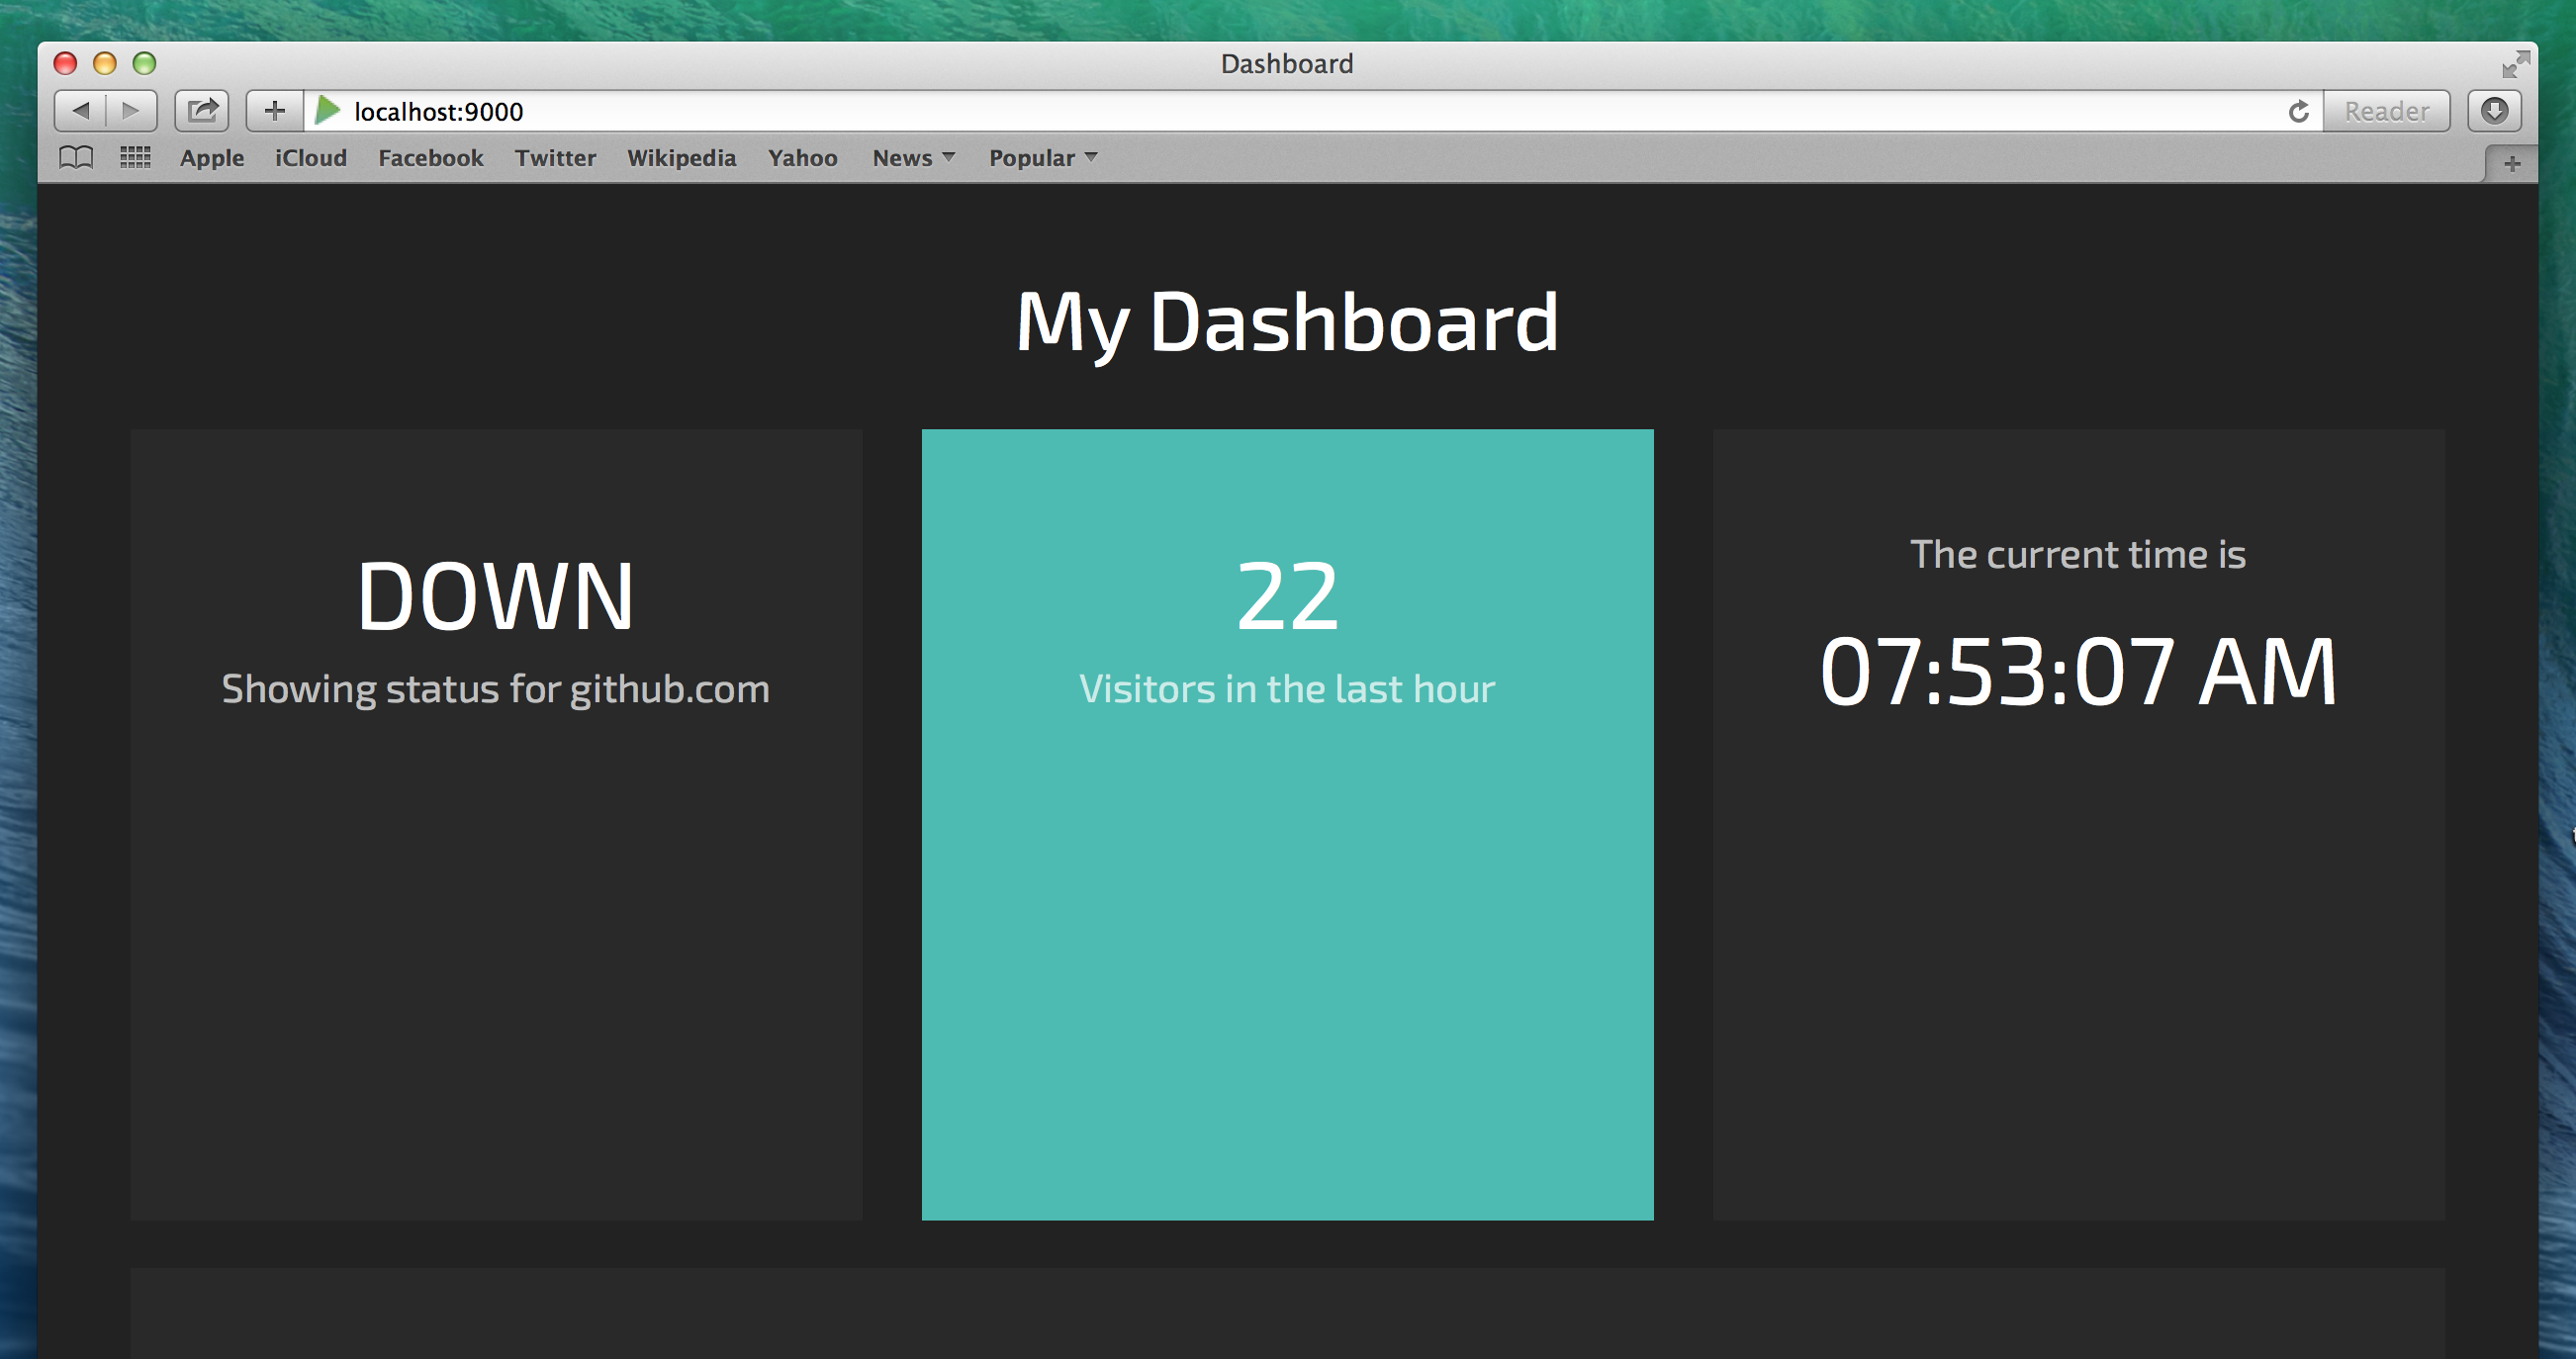 Dashboard
localhost:9000
Reader
Apple iCloud Facebook Twitter Wikipedia Yahoo News Popular
My Dashboard
DOWN
Showing status for github.com
22
Visitors in the last hour
The current time is
07:53:07 AM